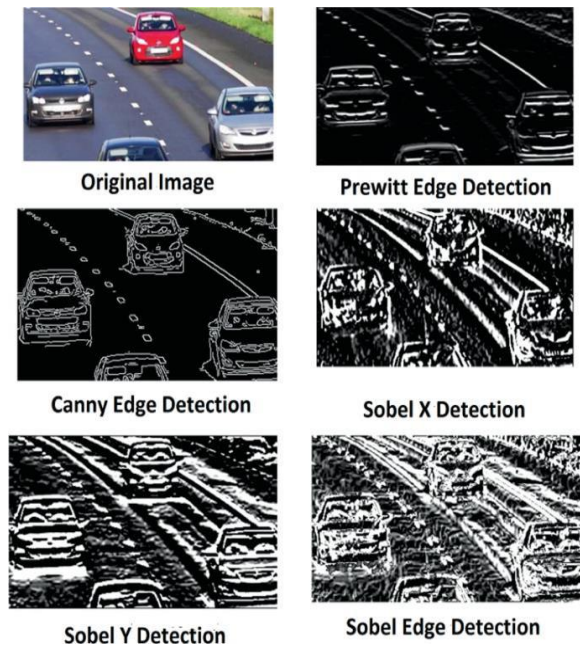 Original Image
Prewitt Edge Detection
Canny Edge Detection
Sobel X Detection
Sobel Y Detection
Sobel Edge Detection